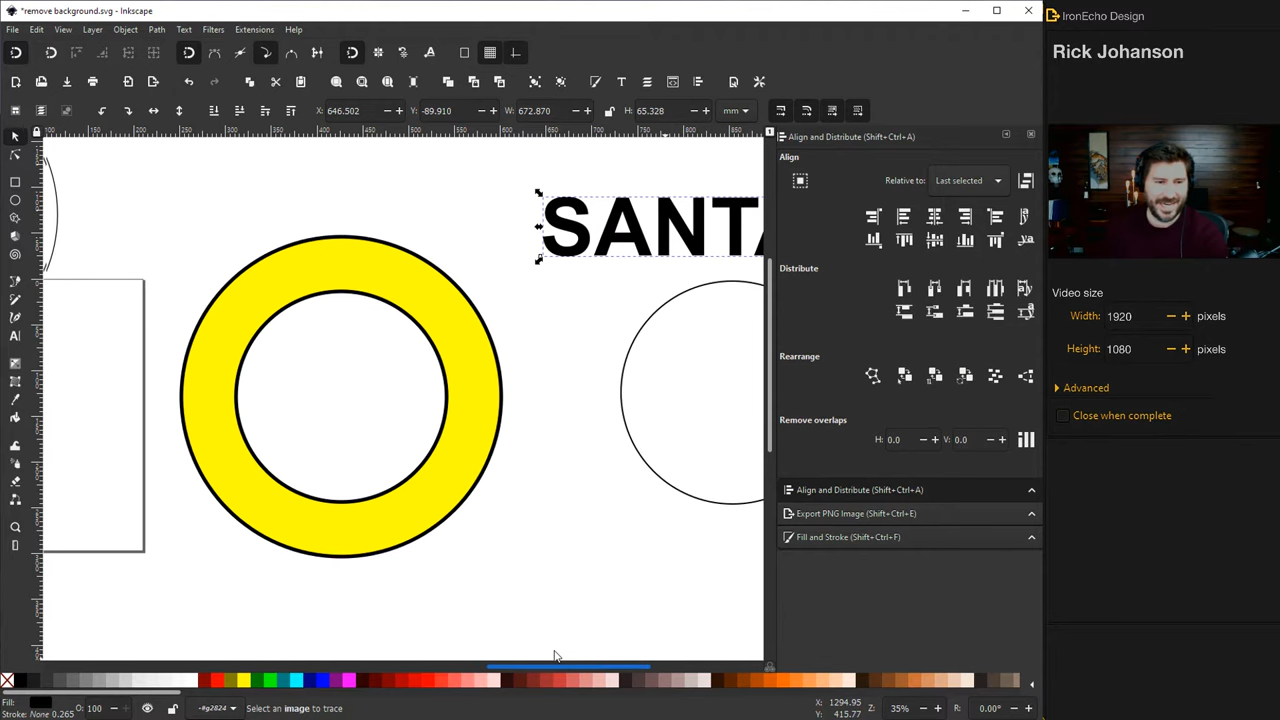 *remove background.svg - Inkscape
IronEcho Design
File Edit View Layer Object Path Text Filters Extensions Help
Rick Johanson
X: 646.502 Y: -89.910 W: 672.870 H: 65.328 mm
Align and Distribute (Shift+Ctrl+A)
Align
Relative to: Last selected
SANTA
Distribute
Rearrange
Remove overlaps
H: 0.0 V: 0.0
Align and Distribute (Shift+Ctrl+A)
Export PNG Image (Shift+Ctrl+E)
Fill and Stroke (Shift+Ctrl+F)
Video size
Width: 1920 pixels
Height: 1080 pixels
Advanced
Close when complete
Fill:
Stroke: None 0.265
O: 100
-#g2824
Select an image to trace
X: 1294.95
Y: 415.77
Z: 35%
R: 0.00°